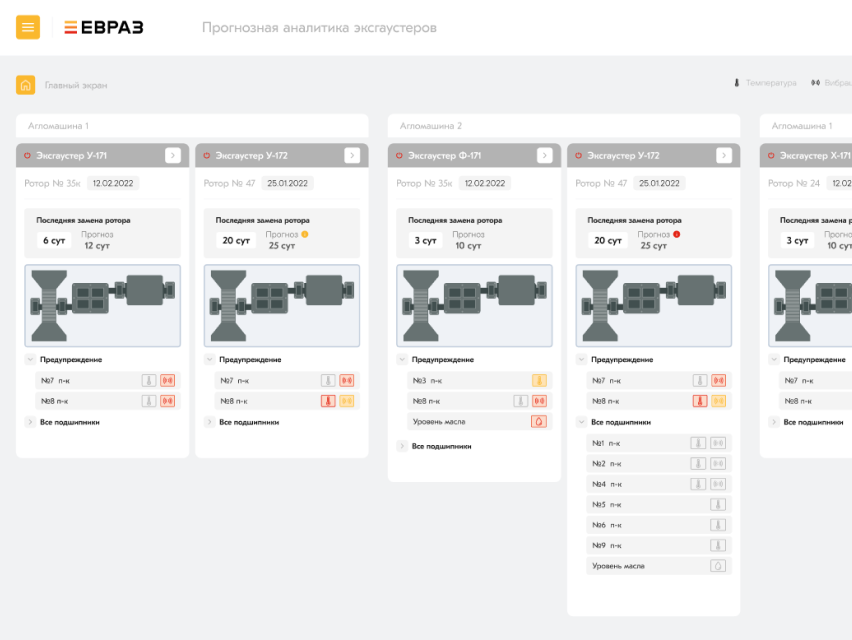 ЕВРАЗ
Прогнозная аналитика эксгаустеров
Главный экран
Температура
Агломашина 1
Эксгаустер У-171
Ротор № 35к 12.02.2022
Последняя замена ротора
6 сут
Прогноз
12 сут
Предупреждение
№7 п-к
№8 п-к
Все подшипники
Эксгаустер У-172
Ротор № 47 25.01.2022
Последняя замена ротора
20 сут
Прогноз
25 сут
Предупреждение
№7 п-к
№8 п-к
Все подшипники
Агломашина 2
Эксгаустер Ф-171
Ротор № 35к 12.02.2022
Последняя замена ротора
3 сут
Прогноз
10 сут
Предупреждение
№3 п-к
№8 п-к
Уровень масла
Все подшипники
Эксгаустер У-172
Ротор № 47 25.01.2022
Последняя замена ротора
20 сут
Прогноз
25 сут
Предупреждение
№7 п-к
№8 п-к
Все подшипники
№1 п-к
№2 п-к
№4 п-к
№5 п-к
№6 п-к
№9 п-к
Уровень масла
Агломашина 1
Эксгаустер Х-171
Ротор № 24
Последняя замена
3 сут
Предупреждение
№7 п-к
№8 п-к
Все подшипники